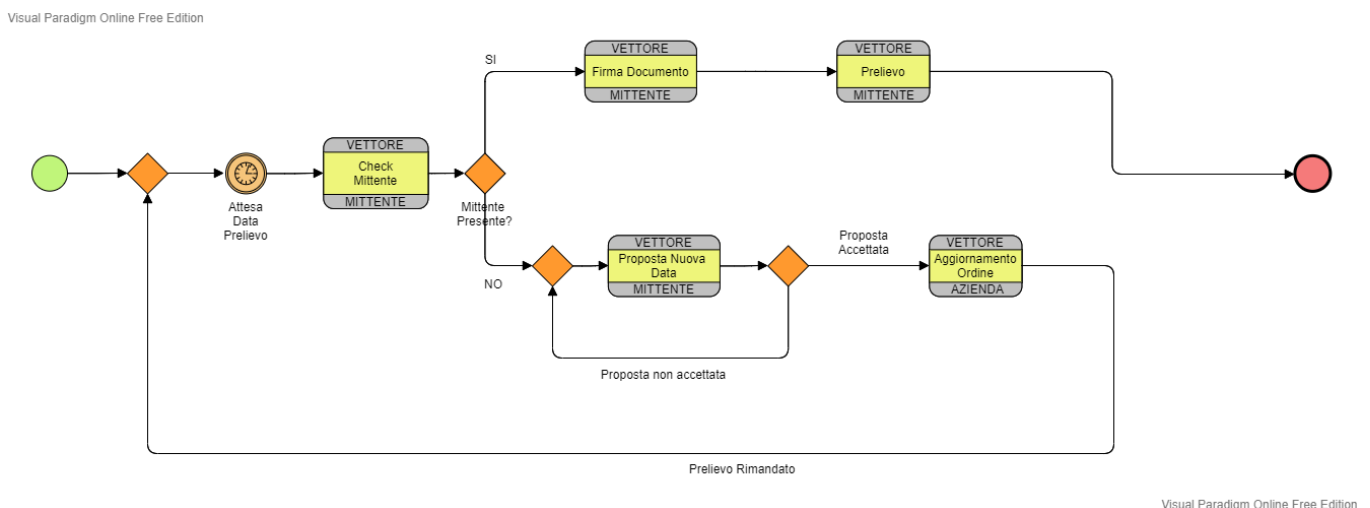 Visual Paradigm Online Free Edition
VETTORE
Firma Documento
MITTENTE
VETTORE
Prelievo
MITTENTE
SI
VETTORE
Check
Mittente
MITTENTE
Attesa
Data
Prelievo
Mittente
Presente?
NO
VETTORE
Proposta Nuova
Data
MITTENTE
Proposta
Accettata
VETTORE
Aggiornamento
Ordine
AZIENDA
Proposta non accettata
Prelievo Rimandato
Visual Paradigm Online Free Edition